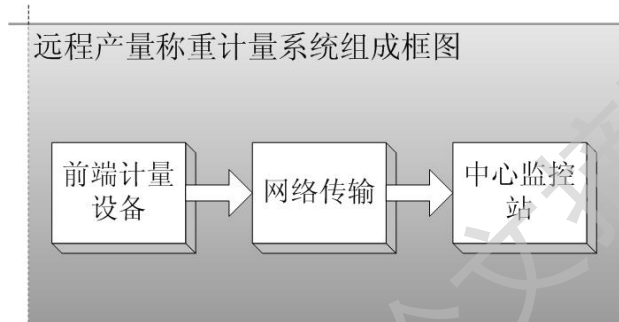 远程产量称重计量系统组成框图
前端计量
设备
网络传输
中心监控
站